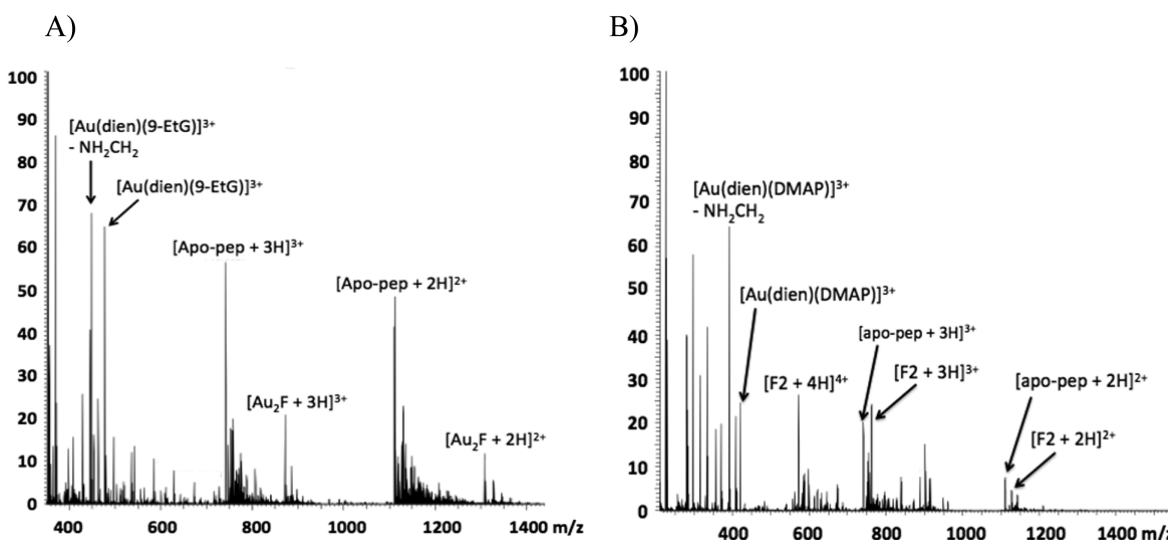 A)
100
90
80
70
60
50
40
30
20
10
0
[Au(dien)(9-EtG)]³⁺
- NH₂CH₂
[Au(dien)(9-EtG)]³⁺
[Apo-pep + 3H]³⁺
[Apo-pep + 2H]²⁺
[Au₂F + 3H]³⁺
[Au₂F + 2H]²⁺
400 600 800 1000 1200 1400 m/z
B)
100
90
80
70
60
50
40
30
20
10
0
[Au(dien)(DMAP)]³⁺
- NH₂CH₂
[Au(dien)(DMAP)]³⁺
[F2 + 4H]⁴⁺
[apo-pep + 3H]³⁺
[F2 + 3H]³⁺
[apo-pep + 2H]²⁺
[F2 + 2H]²⁺
400 600 800 1000 1200 1400 m/z